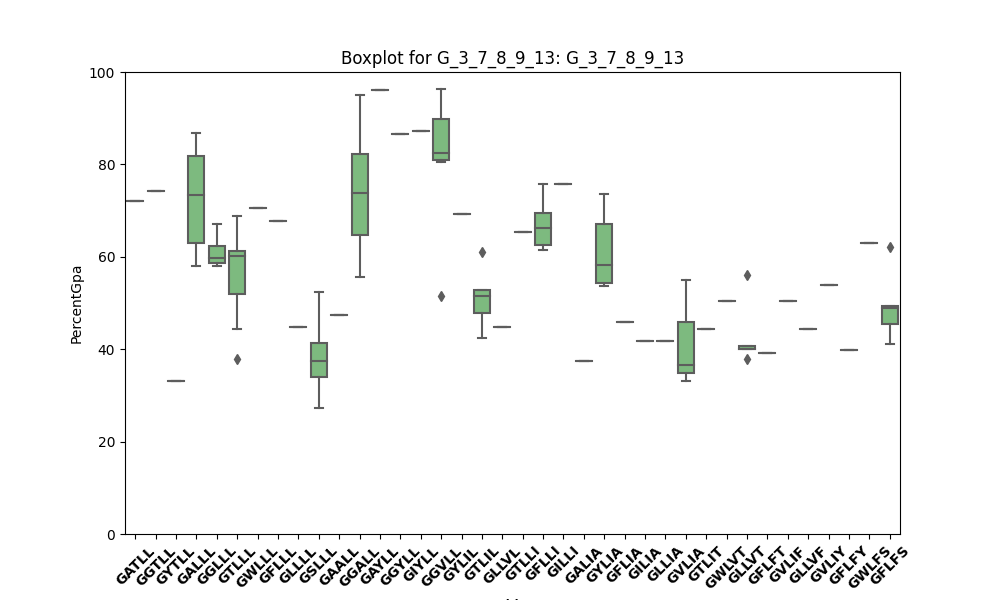 Boxplot for G_3_7_8_9_13: G_3_7_8_9_13
PercentGpa
100
80
60
40
20
0
GATLL
GGTLL
GYTLL
GALLL
GGLLL
GTLLL
GWLLL
GFLLL
GLLLL
GSLLL
GAALL
GGALL
GAYLL
GGYLL
GIYLL
GGVLL
GYLIL
GTLIL
GLLVL
GTLLI
GFLLI
GILLI
GALIA
GYLIA
GFLIA
GILIA
GLLIA
GVLIA
GTLIT
GWLVT
GLLVT
GFLFT
GVLIF
GLLVF
GVLIY
GFLFY
GWLFS
GFLFS